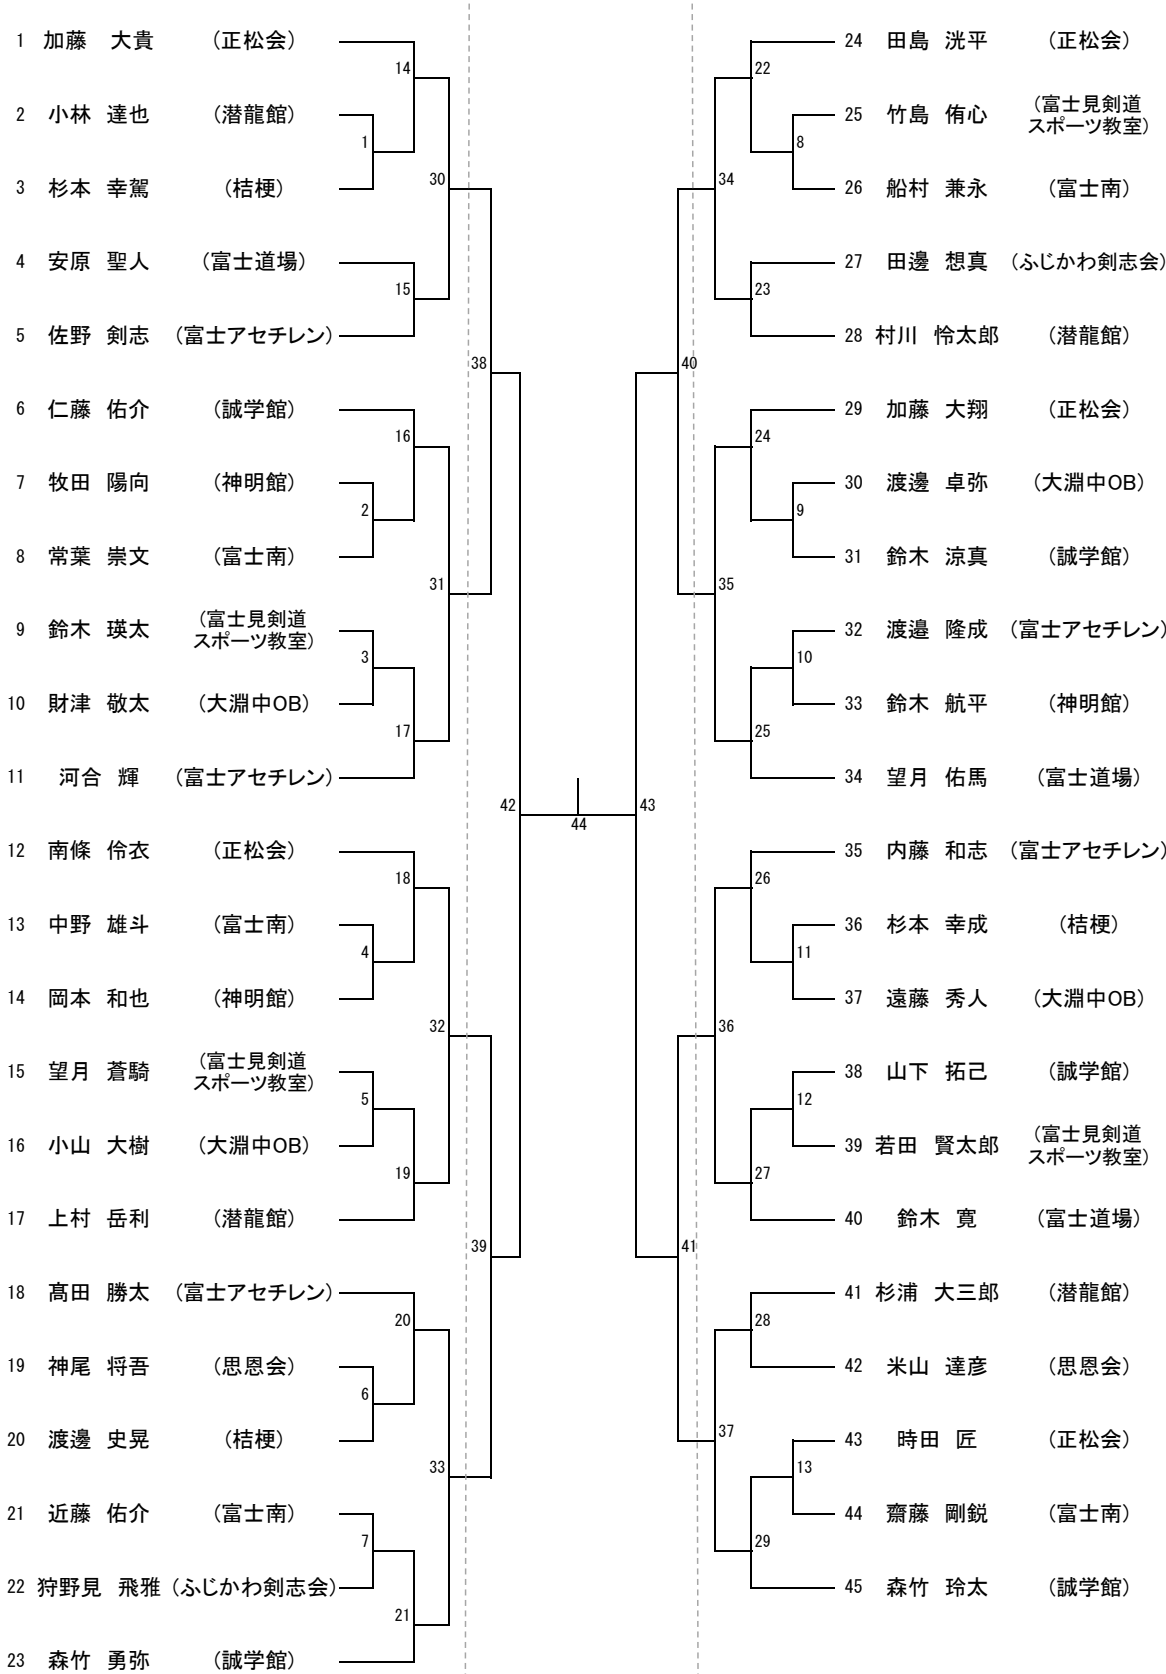 1 加藤 大貴 (正松会)
14
2 小林 達也 (潜龍館)
1
3 杉本 幸駕 (桔梗)
30
4 安原 聖人 (富士道場)
15
5 佐野 剣志 (富士アセチレン)
38
6 仁藤 佑介 (誠学館)
16
7 牧田 陽向 (神明館)
2
8 常葉 崇文 (富士南)
31
9 鈴木 瑛太 (富士見剣道
スポーツ教室)
3
10 財津 敬太 (大淵中OB)
17
11 河合 輝 (富士アセチレン)
42
12 南條 伶衣 (正松会)
18
13 中野 雄斗 (富士南)
4
14 岡本 和也 (神明館)
32
15 望月 蒼騎 (富士見剣道
スポーツ教室)
5
16 小山 大樹 (大淵中OB)
19
17 上村 岳利 (潜龍館)
39
18 髙田 勝太 (富士アセチレン)
20
19 神尾 将吾 (思恩会)
6
20 渡邊 史晃 (桔梗)
33
21 近藤 佑介 (富士南)
7
22 狩野見 飛雅 (ふじかわ剣志会)
21
23 森竹 勇弥 (誠学館)
44
24 田島 洸平 (正松会)
22
25 竹島 侑心 (富士見剣道
スポーツ教室)
8
26 船村 兼永 (富士南)
34
27 田邊 想真 (ふじかわ剣志会)
23
28 村川 怜太郎 (潜龍館)
40
29 加藤 大翔 (正松会)
24
30 渡邊 卓弥 (大淵中OB)
9
31 鈴木 涼真 (誠学館)
35
32 渡邉 隆成 (富士アセチレン)
10
33 鈴木 航平 (神明館)
25
34 望月 佑馬 (富士道場)
43
35 内藤 和志 (富士アセチレン)
26
36 杉本 幸成 (桔梗)
11
37 遠藤 秀人 (大淵中OB)
36
38 山下 拓己 (誠学館)
12
39 若田 賢太郎 (富士見剣道
スポーツ教室)
27
40 鈴木 寛 (富士道場)
41
41 杉浦 大三郎 (潜龍館)
28
42 米山 達彦 (思恩会)
37
43 時田 匠 (正松会)
13
44 齋藤 剛鋭 (富士南)
29
45 森竹 玲太 (誠学館)